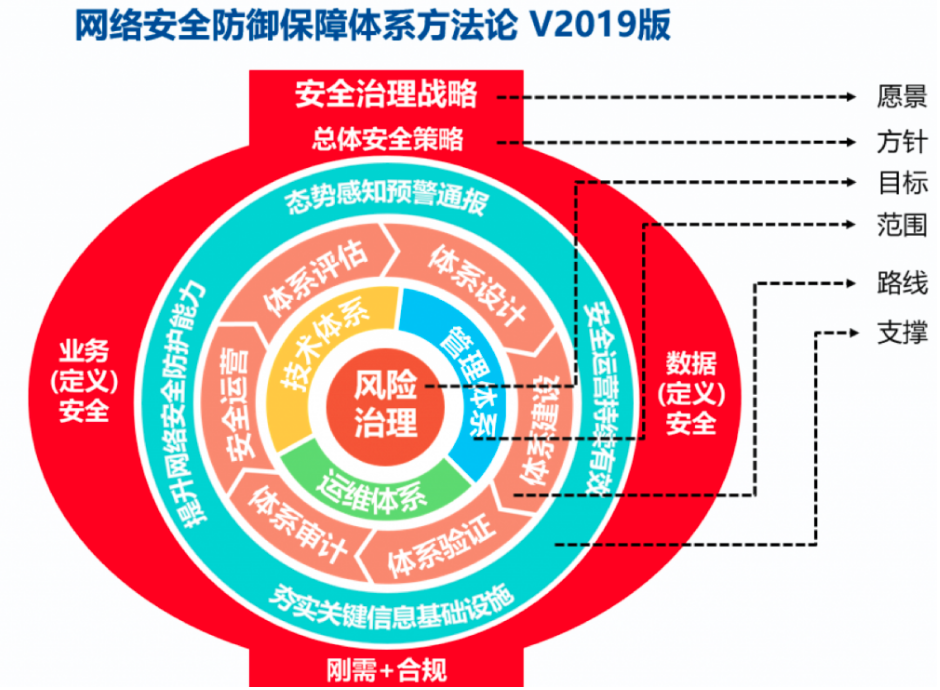 网络安全防御保障体系方法论 V2019版
安全治理战略
总体安全策略
愿景
方针
目标
范围
路线
支撑
态势感知预警通报
体系评估
体系设计
技术体系
管理体系
提升网络安全防护能力
安全运营持续有效
业务
(定义)
安全
安全运营
风险
治理
体系建设
数据
(定义)
安全
运维体系
体系审计
体系验证
夯实关键信息基础设施
刚需+合规